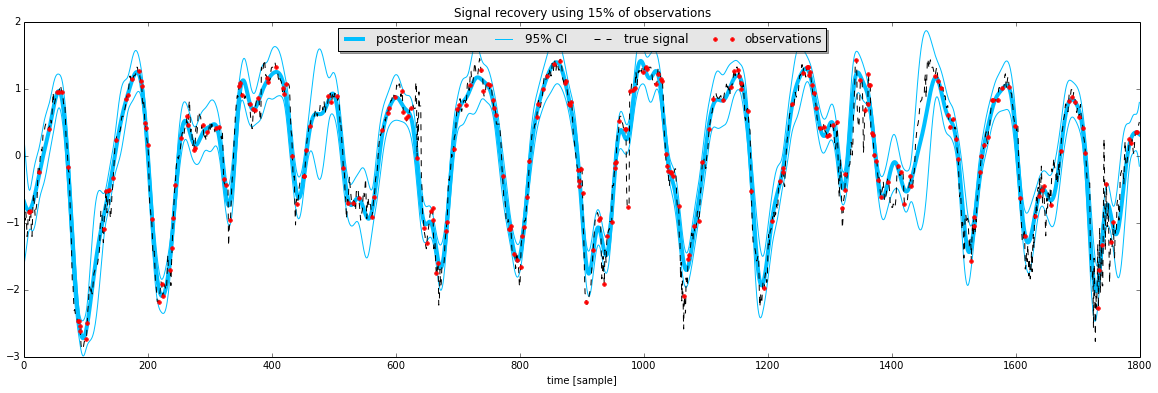 Signal recovery using 15% of observations
posterior mean 95% CI true signal observations
2
1
0
−1
−2
−3
0 200 400 600 800 1000 1200 1400 1600 1800
time [sample]